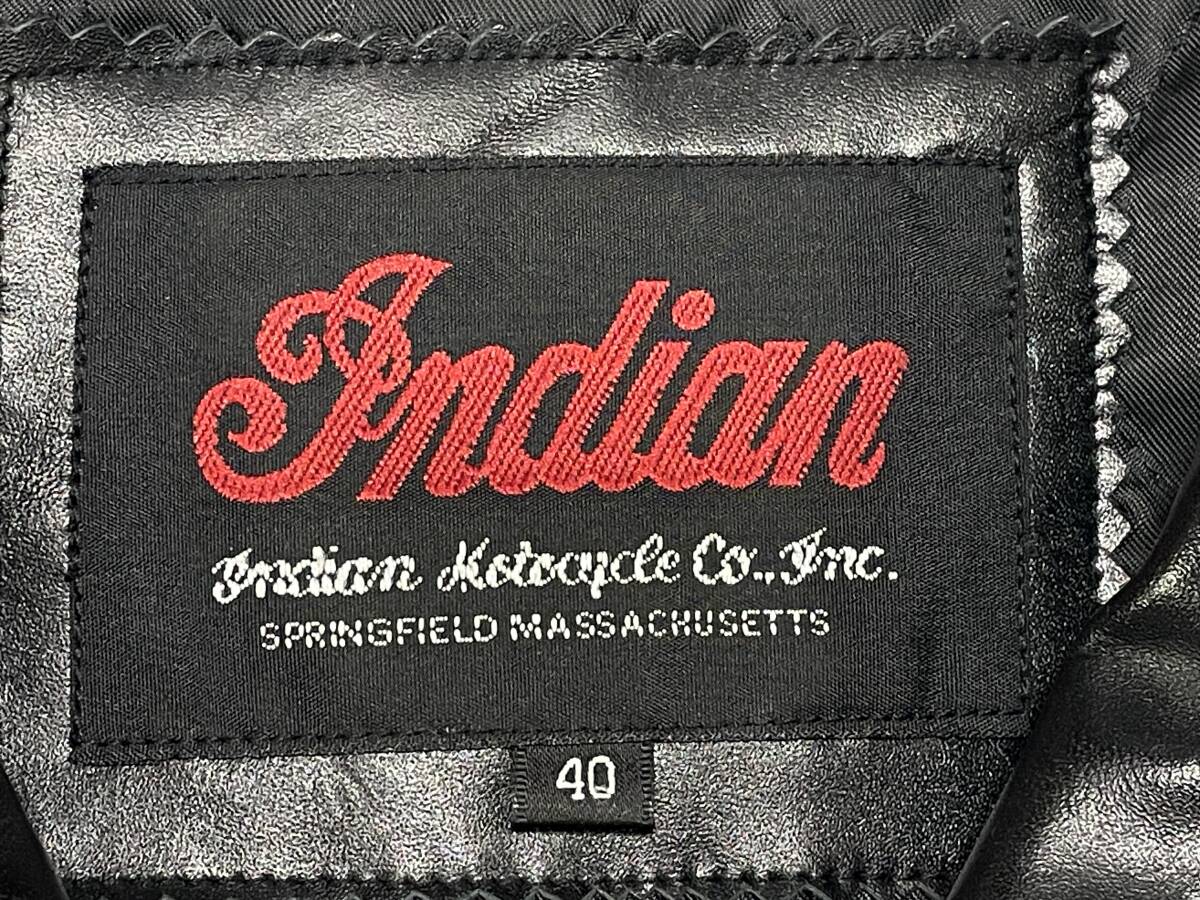 Indian
Indian Motocycle Co., Inc.
SPRINGFIELD MASSACHUSETTS
40